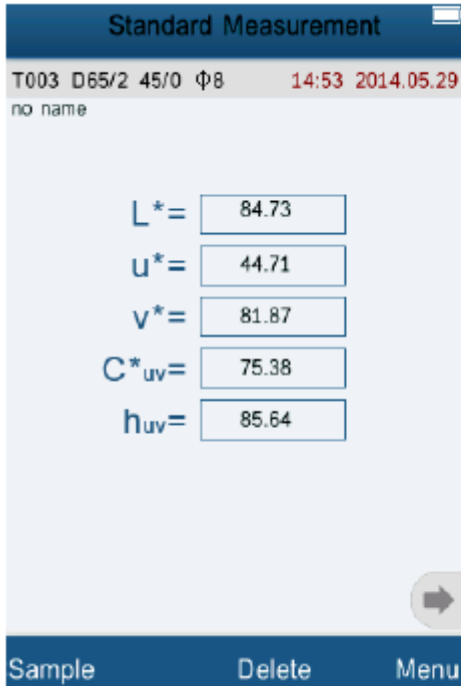 Standard Measurement
T003 D65/2 45/0 Φ8 14:53 2014.05.29
no name
L*= 84.73
u*= 44.71
v*= 81.87
C*uv= 75.38
huv= 85.64
Sample Delete Menu